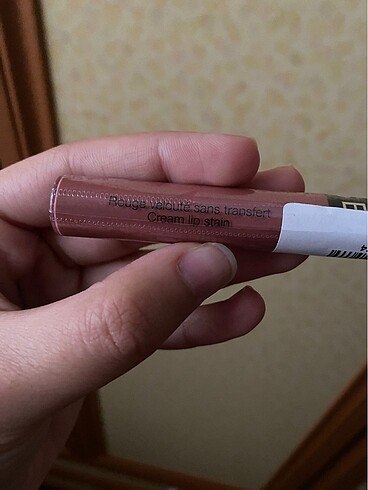 Rouge velouté sans transfert
Cream lip stain